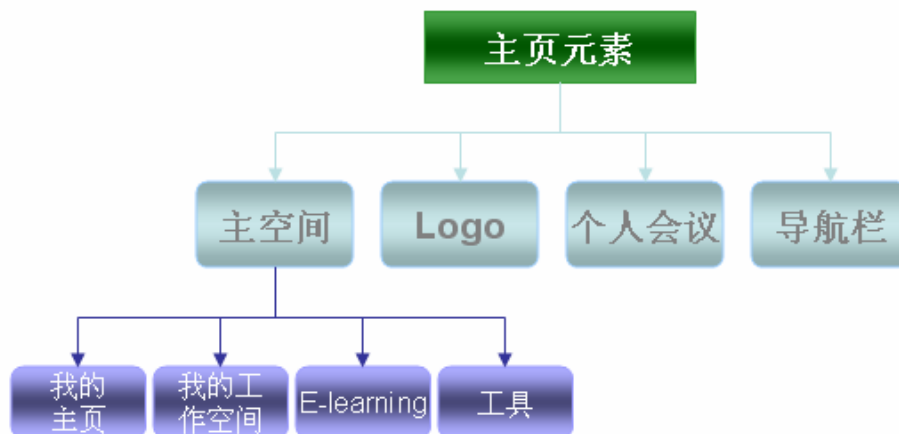 主页元素
主空间
Logo
个人会议
导航栏
我的
主页
我的工
作空间
E-learning
工具